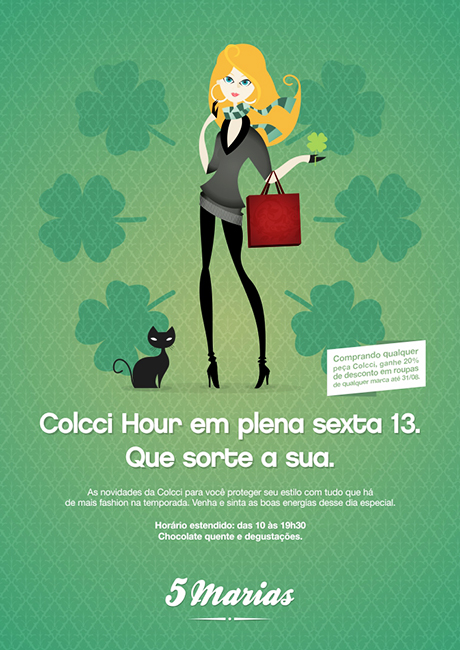 Comprando qualquer
peça Colcci, ganhe 20%
de desconto em roupas
de qualquer marca até 31/08.
Colcci Hour em plena sexta 13.
Que sorte a sua.
As novidades da Colcci para você proteger seu estilo com tudo que há
de mais fashion na temporada. Venha e sinta as boas energias desse dia especial.
Horário estendido: das 10 às 19h30
Chocolate quente e degustações.
5 Marias